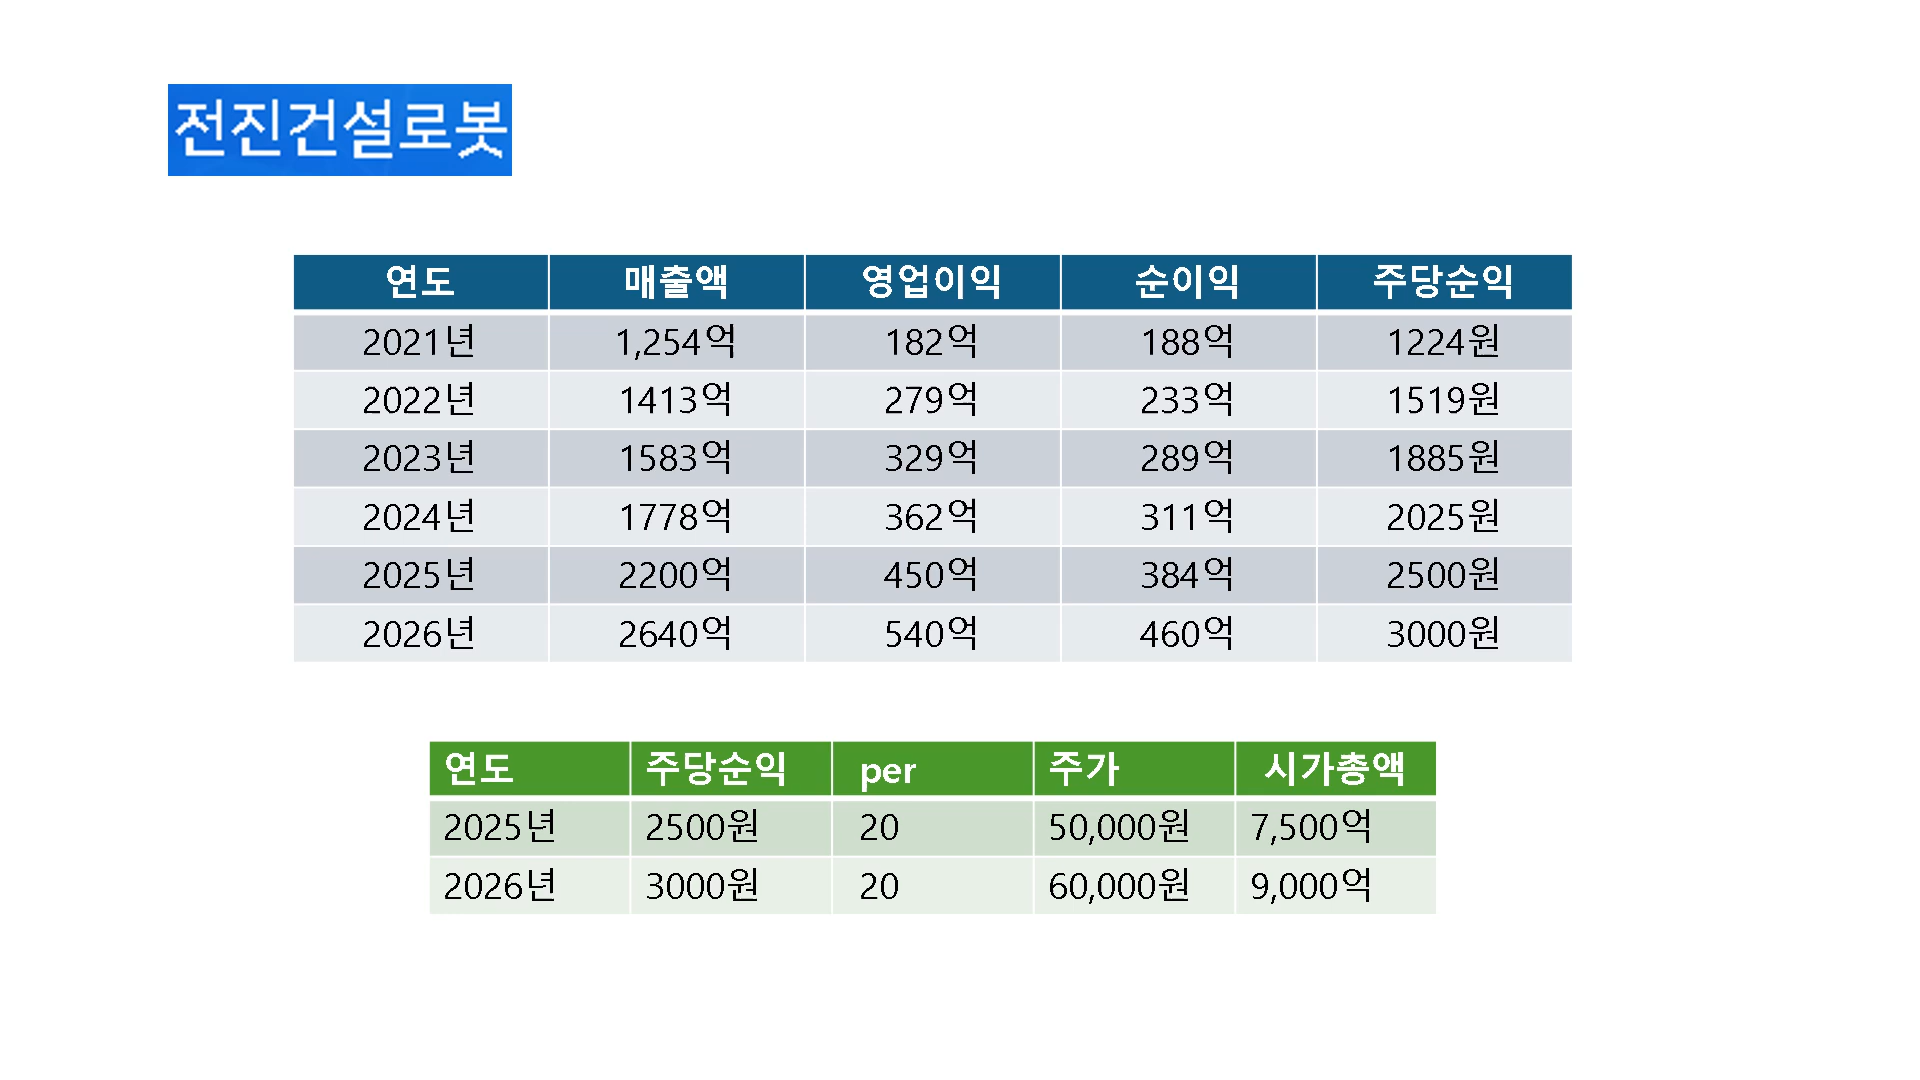 전진건설로봇
연도 매출액 영업이익 순이익 주당순익
2021년 1,254억 182억 188억 1224원
2022년 1413억 279억 233억 1519원
2023년 1583억 329억 289억 1885원
2024년 1778억 362억 311억 2025원
2025년 2200억 450억 384억 2500원
2026년 2640억 540억 460억 3000원
연도 주당순익 per 주가 시가총액
2025년 2500원 20 50,000원 7,500억
2026년 3000원 20 60,000원 9,000억